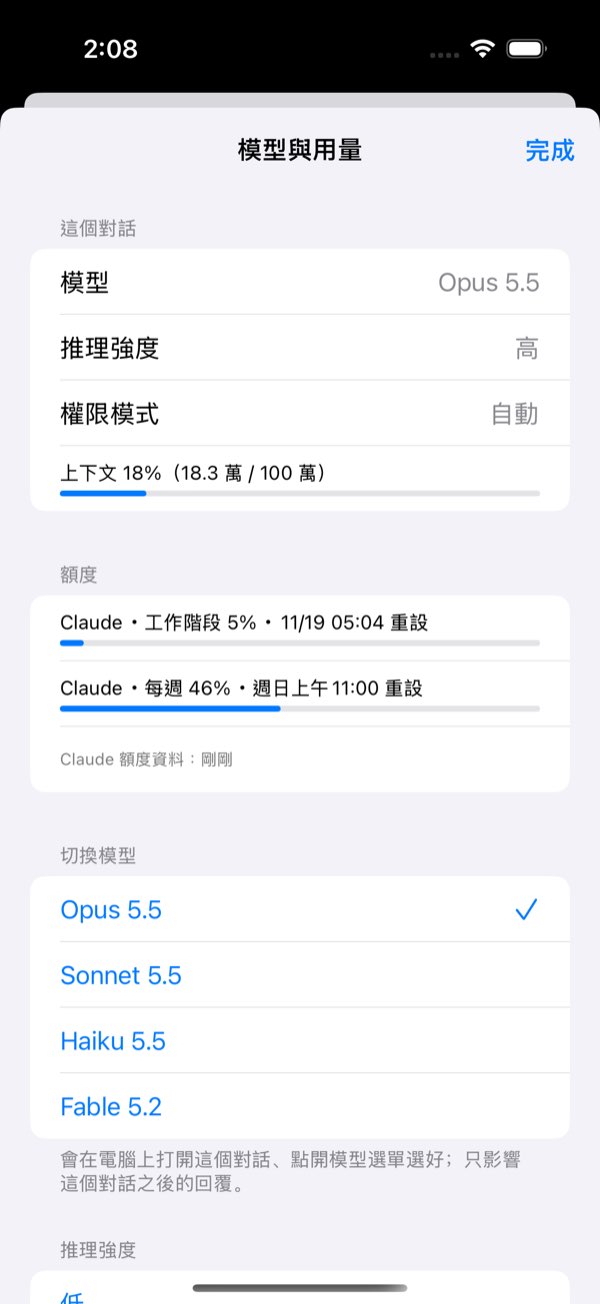 2:08
模型與用量
完成
這個對話
模型 Opus 5.5
推理強度 高
權限模式 自動
上下文 18%（18.3 萬 / 100 萬）
額度
Claude・工作階段 5%・11/19 05:04 重設
Claude・每週 46%・週日上午 11:00 重設
Claude 額度資料：剛剛
切換模型
Opus 5.5
Sonnet 5.5
Haiku 5.5
Fable 5.2
會在電腦上打開這個對話、點開模型選單選好；只影響
這個對話之後的回覆。
推理強度
低